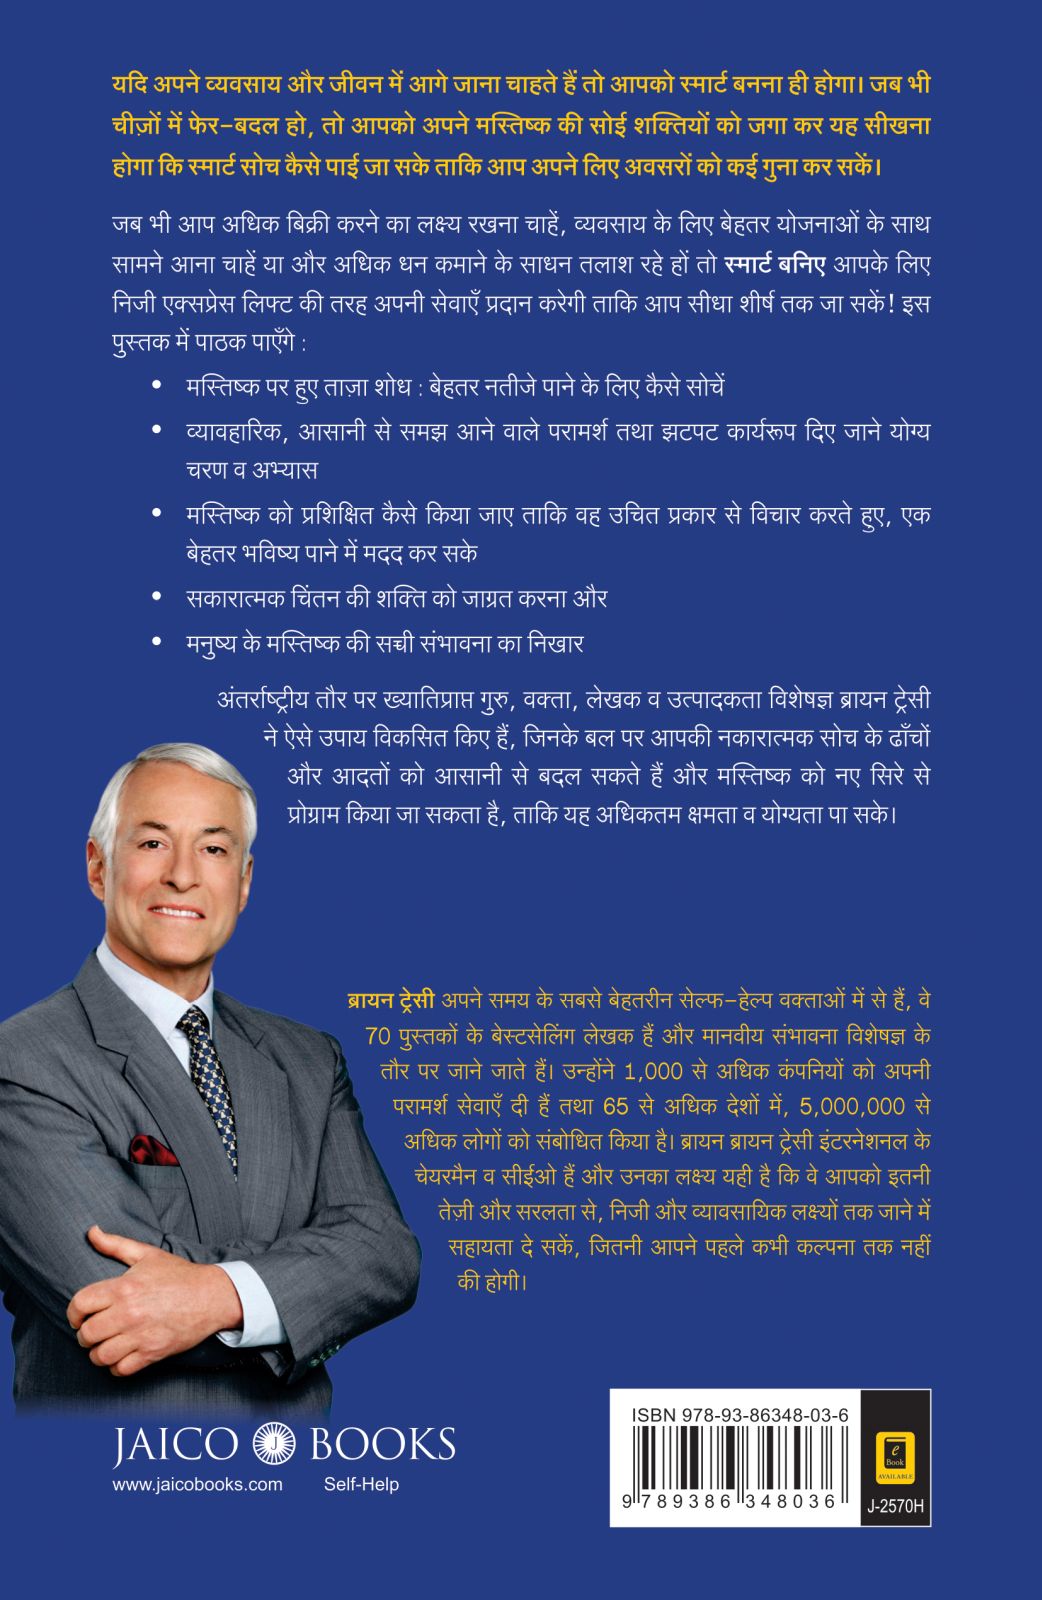 यदि अपने व्यवसाय और जीवन में आगे जाना चाहते हैं तो आपको स्मार्ट बनना ही होगा। जब भी
चीज़ों में फेर-बदल हो, तो आपको अपने मस्तिष्क की सोई शक्तियों को जगा कर यह सीखना
होगा कि स्मार्ट सोच कैसे पाई जा सके ताकि आप अपने लिए अवसरों को कई गुना कर सकें।
जब भी आप अधिक बिक्री करने का लक्ष्य रखना चाहें, व्यवसाय के लिए बेहतर योजनाओं के साथ
सामने आना चाहें या और अधिक धन कमाने के साधन तलाश रहे हों तो स्मार्ट बनिए आपके लिए
निजी एक्सप्रेस लिफ्ट की तरह अपनी सेवाएँ प्रदान करेगी ताकि आप सीधा शीर्ष तक जा सकें! इस
पुस्तक में पाठक पाएँगे :
• मस्तिष्क पर हुए ताज़ा शोध : बेहतर नतीजे पाने के लिए कैसे सोचें
• व्यावहारिक, आसानी से समझ आने वाले परामर्श तथा झटपट कार्यरूप दिए जाने योग्य
चरण व अभ्यास
• मस्तिष्क को प्रशिक्षित कैसे किया जाए ताकि वह उचित प्रकार से विचार करते हुए, एक
बेहतर भविष्य पाने में मदद कर सके
• सकारात्मक चिंतन की शक्ति को जाग्रत करना और
• मनुष्य के मस्तिष्क की सच्ची संभावना का निखार
अंतर्राष्ट्रीय तौर पर ख्यातिप्राप्त गुरु, वक्ता, लेखक व उत्पादकता विशेषज्ञ ब्रायन ट्रेसी
ने ऐसे उपाय विकसित किए हैं, जिनके बल पर आपकी नकारात्मक सोच के ढाँचों
और आदतों को आसानी से बदल सकते हैं और मस्तिष्क को नए सिरे से
प्रोग्राम किया जा सकता है, ताकि यह अधिकतम क्षमता व योग्यता पा सके।
ब्रायन ट्रेसी अपने समय के सबसे बेहतरीन सेल्फ-हेल्प वक्ताओं में से हैं, वे
70 पुस्तकों के बेस्टसेलिंग लेखक हैं और मानवीय संभावना विशेषज्ञ के
तौर पर जाने जाते हैं। उन्होंने 1,000 से अधिक कंपनियों को अपनी
परामर्श सेवाएँ दी हैं तथा 65 से अधिक देशों में, 5,000,000 से
अधिक लोगों को संबोधित किया है। ब्रायन ब्रायन ट्रेसी इंटरनेशनल के
चेयरमैन व सीईओ हैं और उनका लक्ष्य यही है कि वे आपको इतनी
तेज़ी और सरलता से, निजी और व्यावसायिक लक्ष्यों तक जाने में
सहायता दे सकें, जितनी आपने पहले कभी कल्पना तक नहीं
की होगी।
JAICO J BOOKS
www.jaicobooks.com Self-Help
ISBN 978-93-86348-03-6
9 789386 348036
e
Book
AVAILABLE
J-2570H